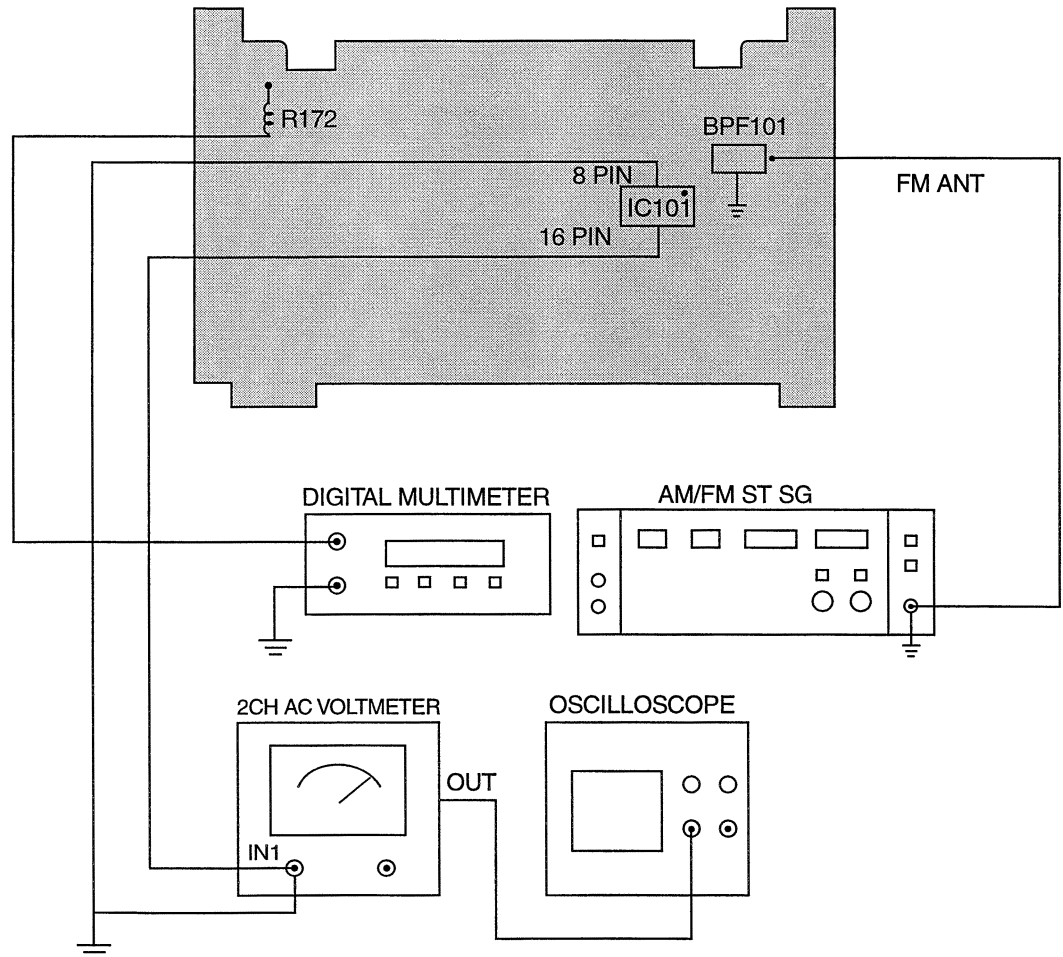 R172
BPF101
8 PIN
FM ANT
IC101
16 PIN
DIGITAL MULTIMETER
AM/FM ST SG
2CH AC VOLTMETER
OSCILLOSCOPE
OUT
IN1